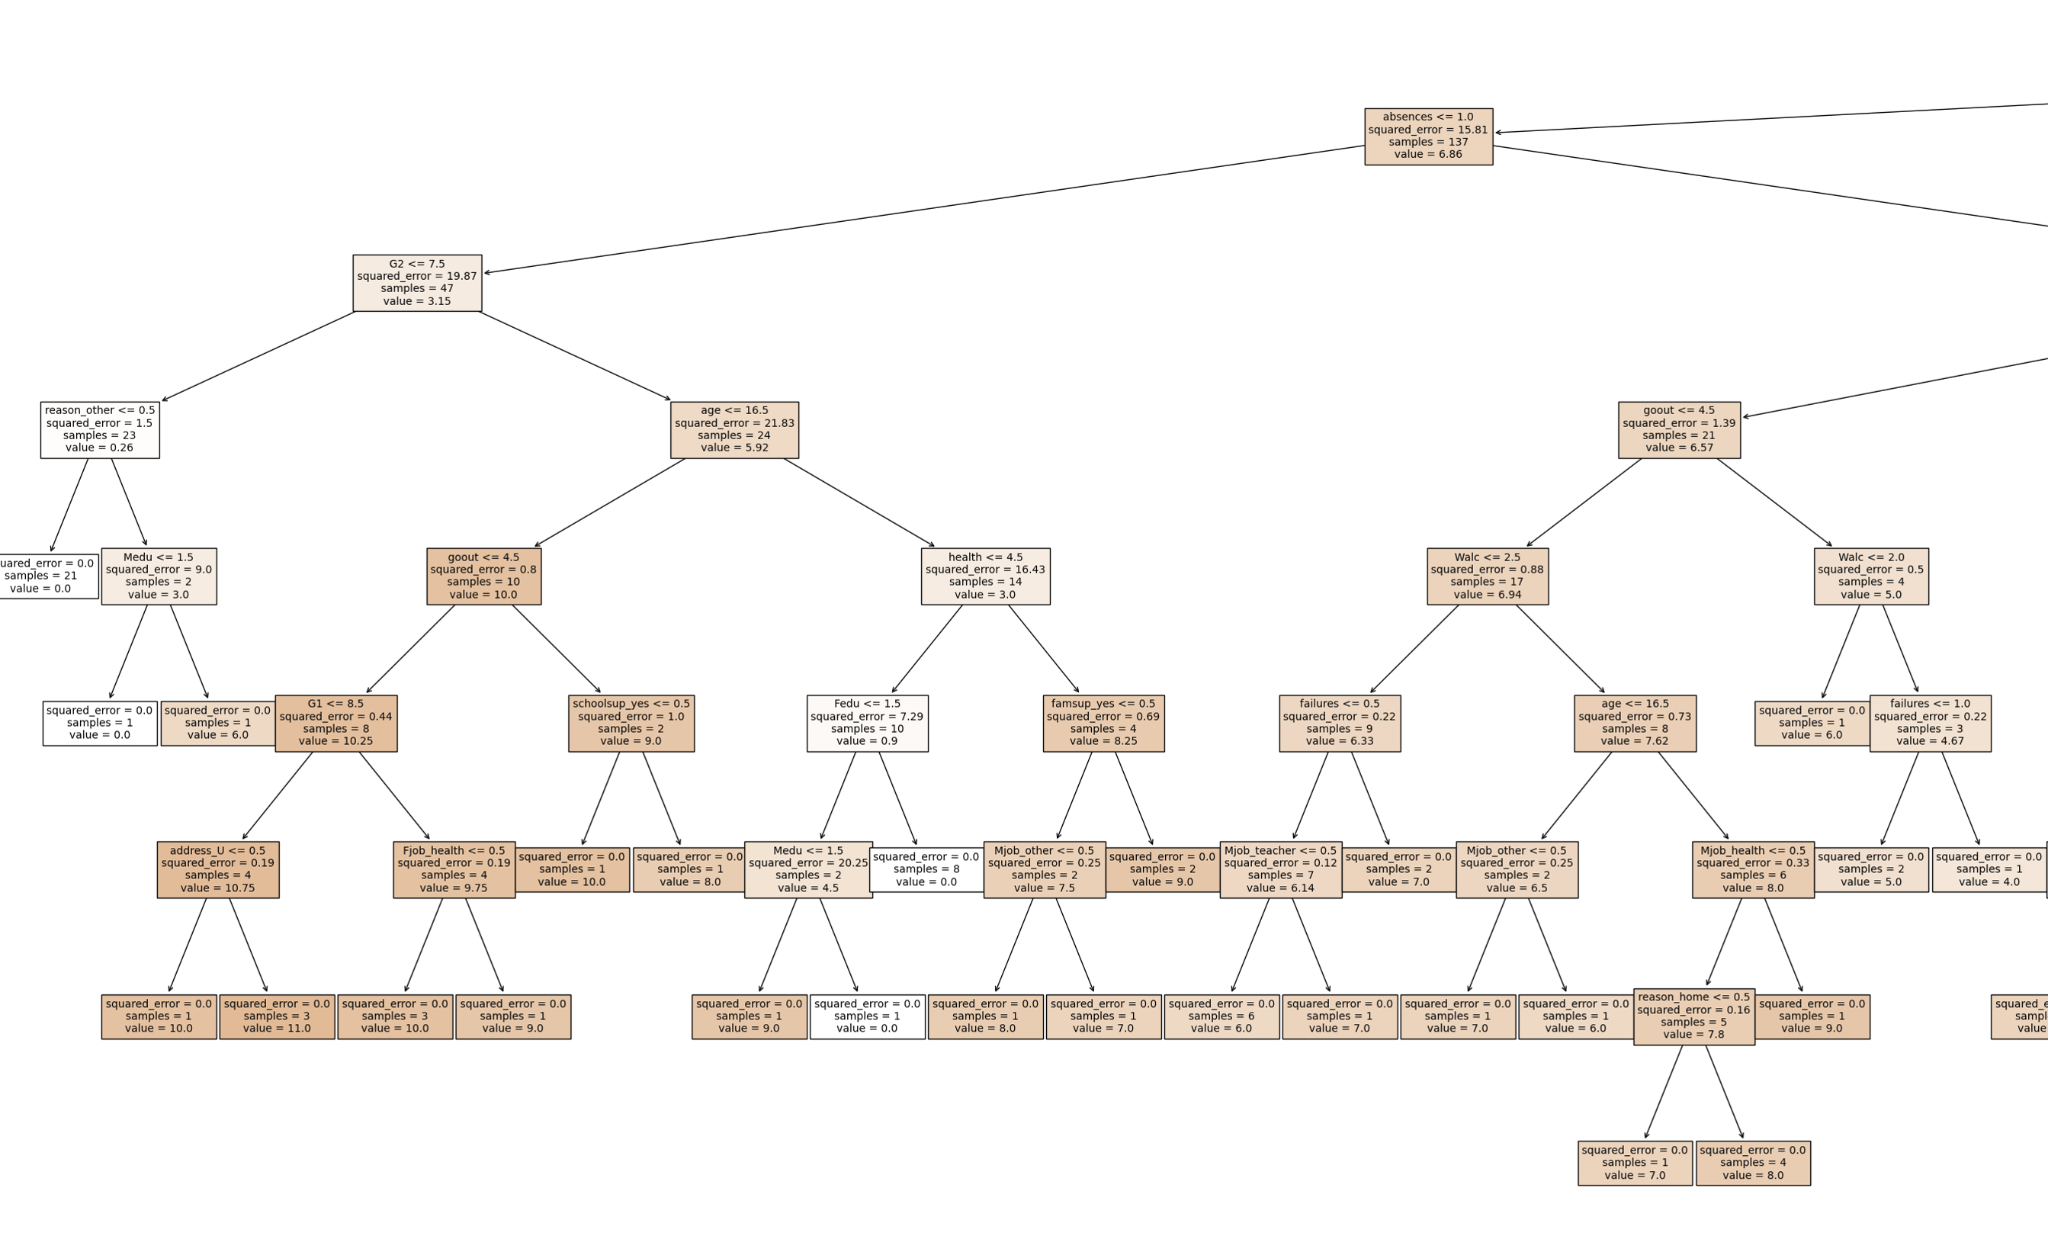 absences <= 1.0
squared_error = 15.81
samples = 137
value = 6.86
G2 <= 7.5
squared_error = 19.87
samples = 47
value = 3.15
reason_other <= 0.5
squared_error = 1.5
samples = 23
value = 0.26
age <= 16.5
squared_error = 21.83
samples = 24
value = 5.92
goout <= 4.5
squared_error = 1.39
samples = 21
value = 6.57
uared_error = 0.0
samples = 21
value = 0.0
Medu <= 1.5
squared_error = 9.0
samples = 2
value = 3.0
goout <= 4.5
squared_error = 0.8
samples = 10
value = 10.0
health <= 4.5
squared_error = 16.43
samples = 14
value = 3.0
Walc <= 2.5
squared_error = 0.88
samples = 17
value = 6.94
Walc <= 2.0
squared_error = 0.5
samples = 4
value = 5.0
squared_error = 0.0
samples = 1
value = 0.0
squared_error = 0.0
samples = 1
value = 6.0
G1 <= 8.5
squared_error = 0.44
samples = 8
value = 10.25
schoolsup_yes <= 0.5
squared_error = 1.0
samples = 2
value = 9.0
Fedu <= 1.5
squared_error = 7.29
samples = 10
value = 0.9
famsup_yes <= 0.5
squared_error = 0.69
samples = 4
value = 8.25
failures <= 0.5
squared_error = 0.22
samples = 9
value = 6.33
age <= 16.5
squared_error = 0.73
samples = 8
value = 7.62
squared_error = 0.0
samples = 1
value = 6.0
failures <= 1.0
squared_error = 0.22
samples = 3
value = 4.67
address_U <= 0.5
squared_error = 0.19
samples = 4
value = 10.75
Fjob_health <= 0.5
squared_error = 0.19
samples = 4
value = 9.75
squared_error = 0.0
samples = 1
value = 10.0
squared_error = 0.0
samples = 1
value = 8.0
Medu <= 1.5
squared_error = 20.25
samples = 2
value = 4.5
squared_error = 0.0
samples = 8
value = 0.0
Mjob_other <= 0.5
squared_error = 0.25
samples = 2
value = 7.5
squared_error = 0.0
samples = 2
value = 9.0
Mjob_teacher <= 0.5
squared_error = 0.12
samples = 7
value = 6.14
squared_error = 0.0
samples = 2
value = 7.0
Mjob_other <= 0.5
squared_error = 0.25
samples = 2
value = 6.5
Mjob_health <= 0.5
squared_error = 0.33
samples = 6
value = 8.0
squared_error = 0.0
samples = 2
value = 5.0
squared_error = 0.0
samples = 1
value = 4.0
squared_error = 0.0
samples = 1
value = 10.0
squared_error = 0.0
samples = 3
value = 11.0
squared_error = 0.0
samples = 3
value = 10.0
squared_error = 0.0
samples = 1
value = 9.0
squared_error = 0.0
samples = 1
value = 9.0
squared_error = 0.0
samples = 1
value = 0.0
squared_error = 0.0
samples = 1
value = 8.0
squared_error = 0.0
samples = 1
value = 7.0
squared_error = 0.0
samples = 6
value = 6.0
squared_error = 0.0
samples = 1
value = 7.0
squared_error = 0.0
samples = 1
value = 7.0
squared_error = 0.0
samples = 1
value = 6.0
reason_home <= 0.5
squared_error = 0.16
samples = 5
value = 7.8
squared_error = 0.0
samples = 1
value = 9.0
squared_e
sampl
value
squared_error = 0.0
samples = 1
value = 7.0
squared_error = 0.0
samples = 4
value = 8.0